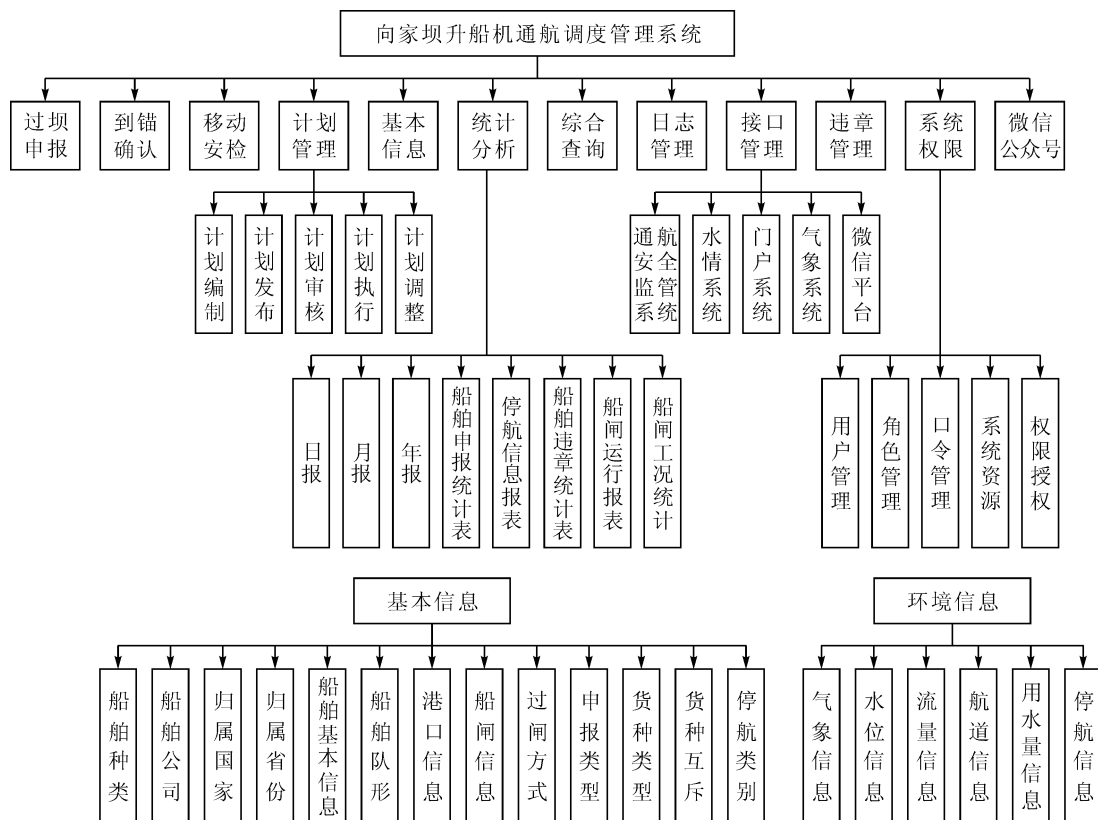 向家坝升船机通航调度管理系统
过坝
申报
到锚
确认
移动
安检
计划
管理
基本
信息
统计
分析
综合
查询
日志
管理
接口
管理
违章
管理
系统
权限
微信
公众号
计划编制
计划发布
计划审核
计划执行
计划调整
通航
安全
监管
系统
水情系统
门户系统
气象系统
微信平台
日报
月报
年报
船舶申报统计表
停航信息报表
船舶违章统计表
船闸运行报表
船闸工况统计
用户管理
角色管理
口令管理
系统资源
权限授权
基本信息
船舶种类
船舶公司
归属国家
归属省份
船舶基本信息
船舶队形
港口信息
船闸信息
过闸方式
申报类型
货种类型
货种互斥
停航类别
环境信息
气象信息
水位信息
流量信息
航道信息
用水量信息
停航信息